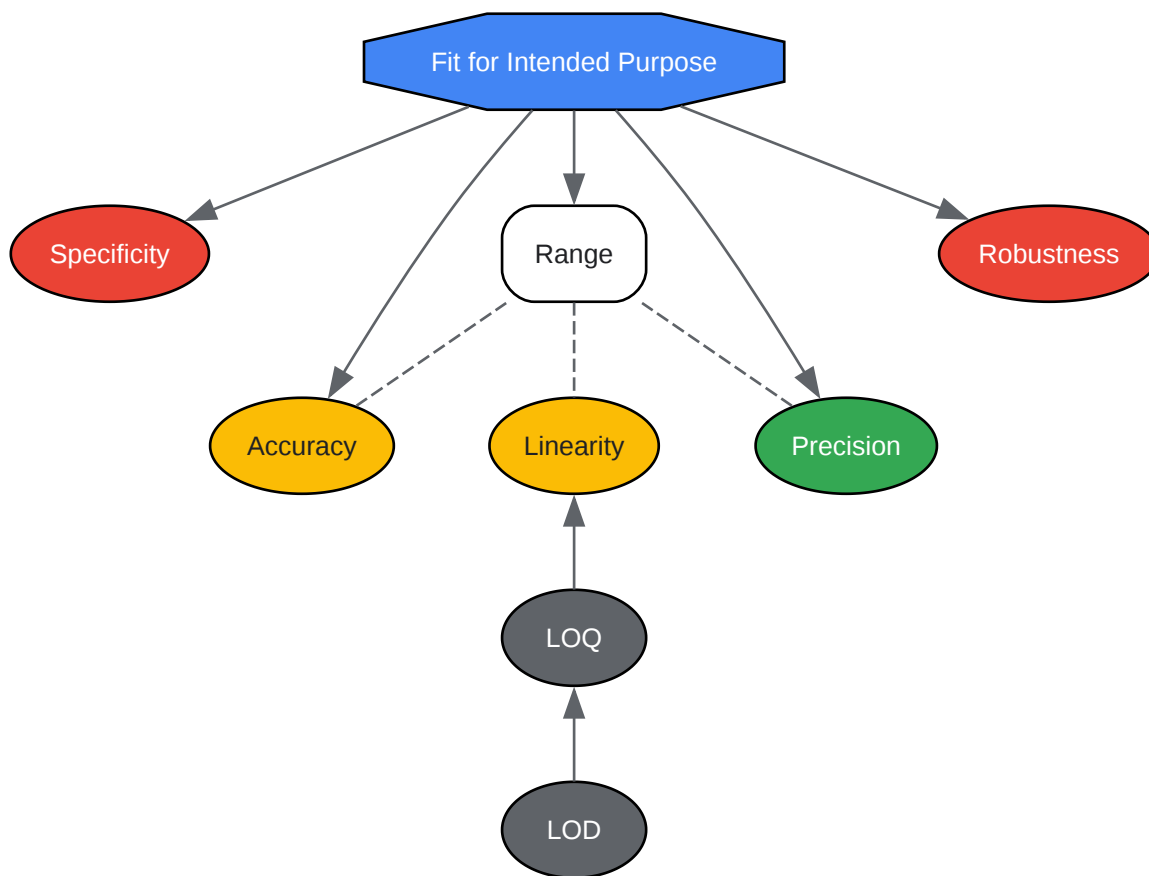 Fit for Intended Purpose
Specificity
Range
Robustness
Accuracy
Linearity
Precision
LOQ
LOD